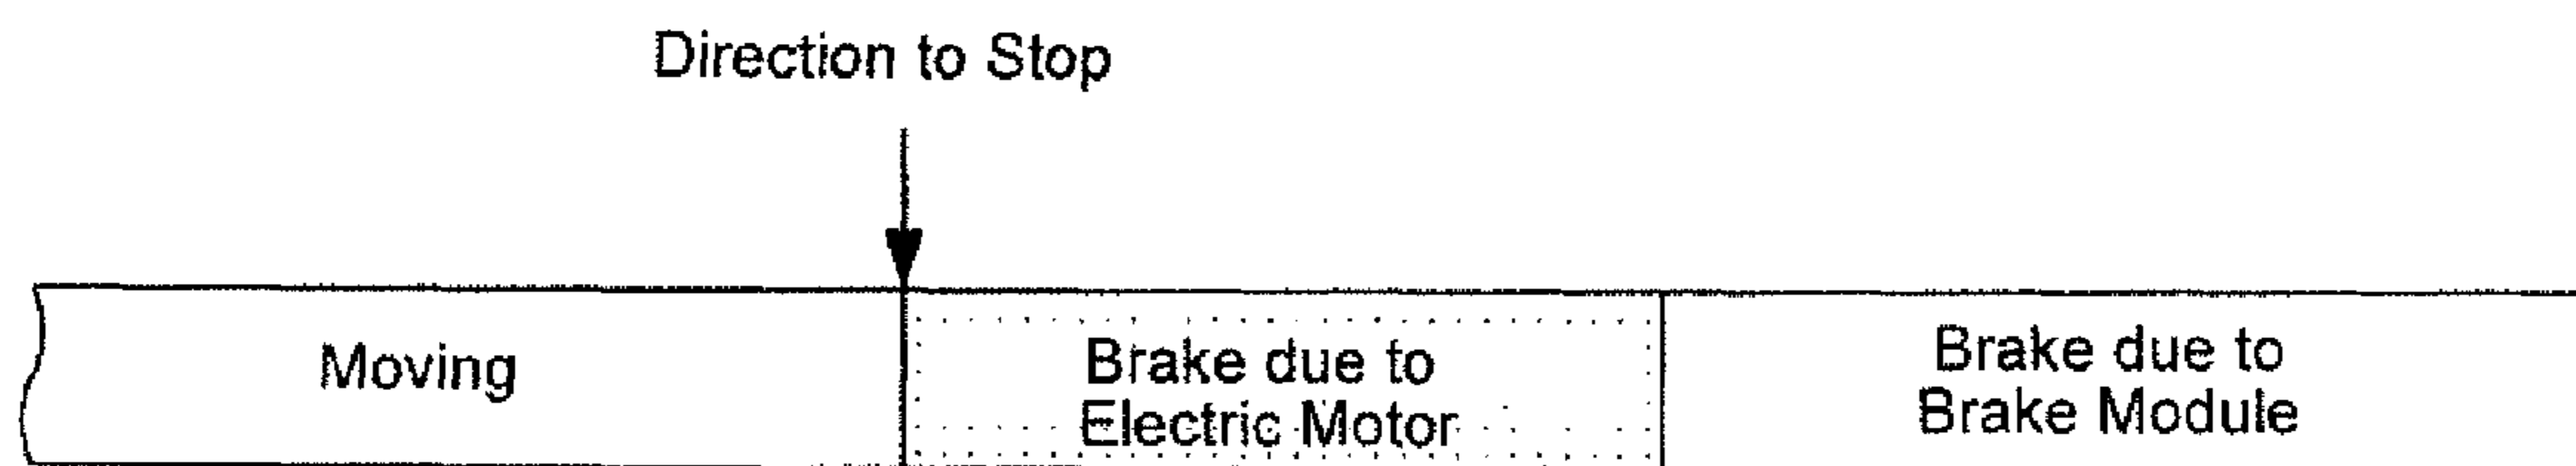 Direction to Stop
Moving
Brake due to
Electric Motor
Brake due to
Brake Module